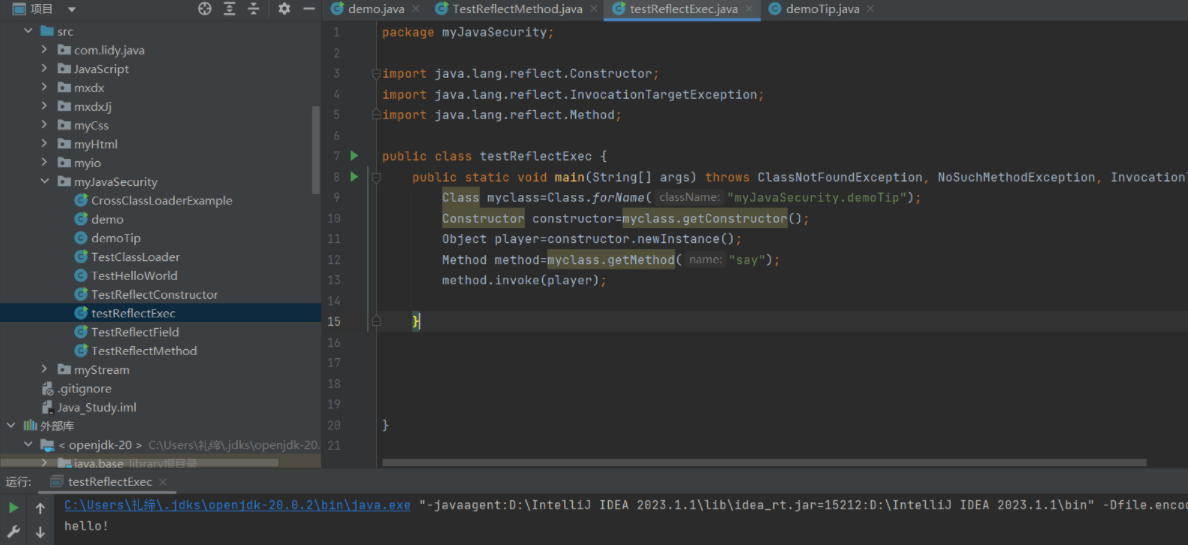 项目
demo.java
TestReflectMethod.java
testReflectExec.java
demoTip.java
src
com.lidy.java
JavaScript
mxdx
mxdxJj
myCss
myHtml
myio
myJavaSecurity
CrossClassLoaderExample
demo
demoTip
TestClassLoader
TestHelloWorld
TestReflectConstructor
testReflectExec
TestReflectField
TestReflectMethod
myStream
.gitignore
Java_Study.iml
外部库
< openjdk-20 > C:\Users\礼缔\.jdks\openjdk-20.
java.base library根目录
1 package myJavaSecurity;
2
3 import java.lang.reflect.Constructor;
4 import java.lang.reflect.InvocationTargetException;
5 import java.lang.reflect.Method;
6
7 public class testReflectExec {
8 public static void main(String[] args) throws ClassNotFoundException, NoSuchMethodException, Invocation
9 Class myclass=Class.forName( className: "myJavaSecurity.demoTip");
10 Constructor constructor=myclass.getConstructor();
11 Object player=constructor.newInstance();
12 Method method=myclass.getMethod( name: "say");
13 method.invoke(player);
14
15 }
16
17
18
19
20 }
21
运行: testReflectExec
C:\Users\礼缔\.jdks\openjdk-20.0.2\bin\java.exe "-javaagent:D:\IntelliJ IDEA 2023.1.1\lib\idea_rt.jar=15212:D:\IntelliJ IDEA 2023.1.1\bin" -Dfile.enco
hello!